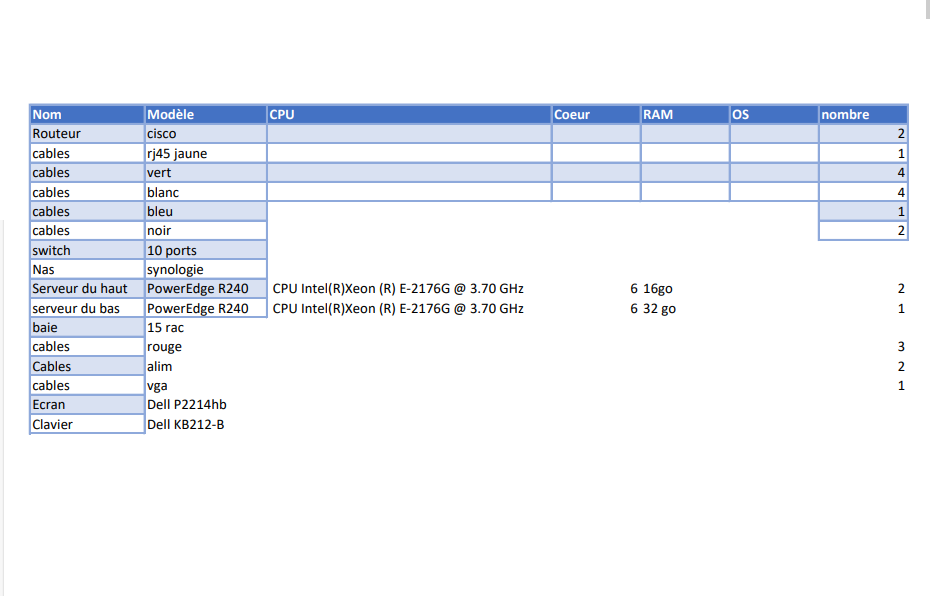 Nom Modèle CPU Coeur RAM OS nombre
Routeur cisco 2
cables rj45 jaune 1
cables vert 4
cables blanc 4
cables bleu 1
cables noir 2
switch 10 ports
Nas synologie
Serveur du haut PowerEdge R240 CPU Intel(R)Xeon (R) E-2176G @ 3.70 GHz 6 16go 2
serveur du bas PowerEdge R240 CPU Intel(R)Xeon (R) E-2176G @ 3.70 GHz 6 32 go 1
baie 15 rac
cables rouge 3
Cables alim 2
cables vga 1
Ecran Dell P2214hb
Clavier Dell KB212-B